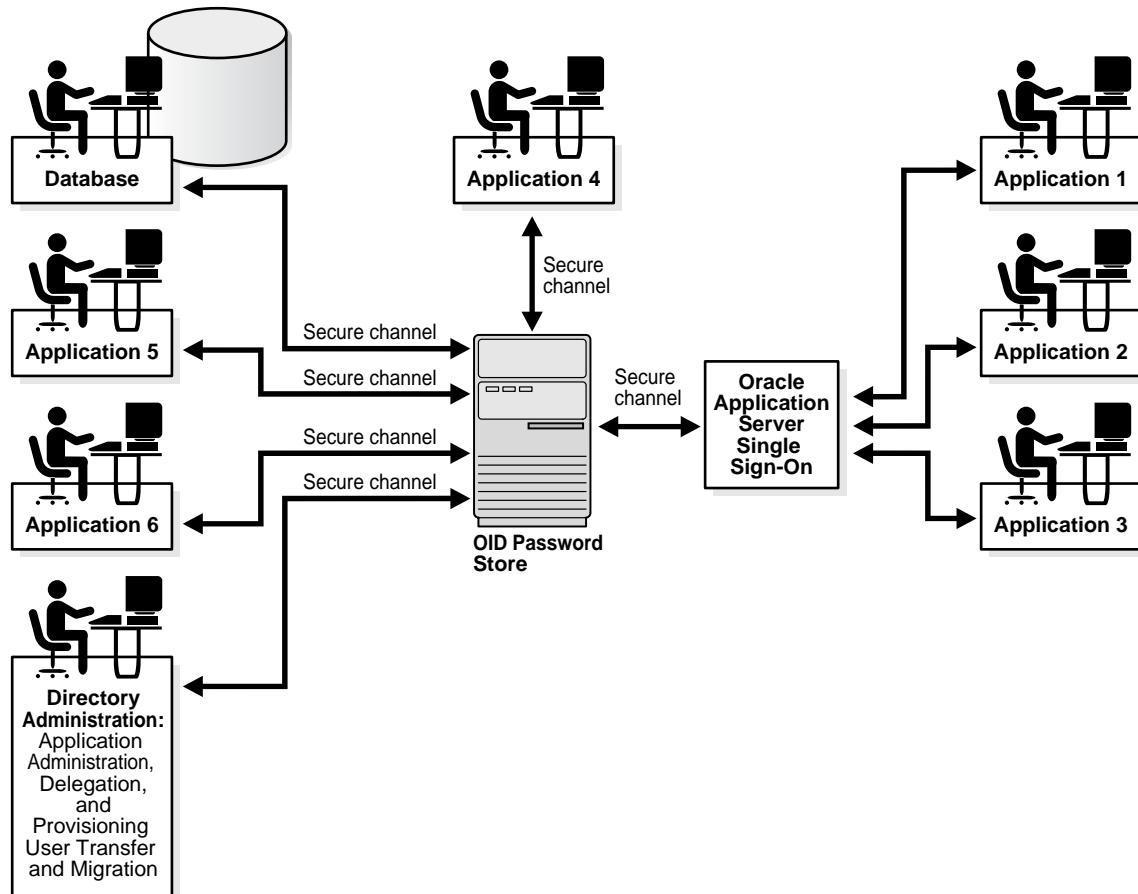 Database
Application 4
Application 1
Secure
channel
Application 5
Secure channel
Application 2
Secure channel
Secure
channel
Oracle
Application
Server
Single
Sign-On
Secure channel
Secure channel
Application 6
Application 3
OID Password
Store
Directory
Administration:
Application
Administration,
Delegation,
and
Provisioning
User Transfer
and Migration